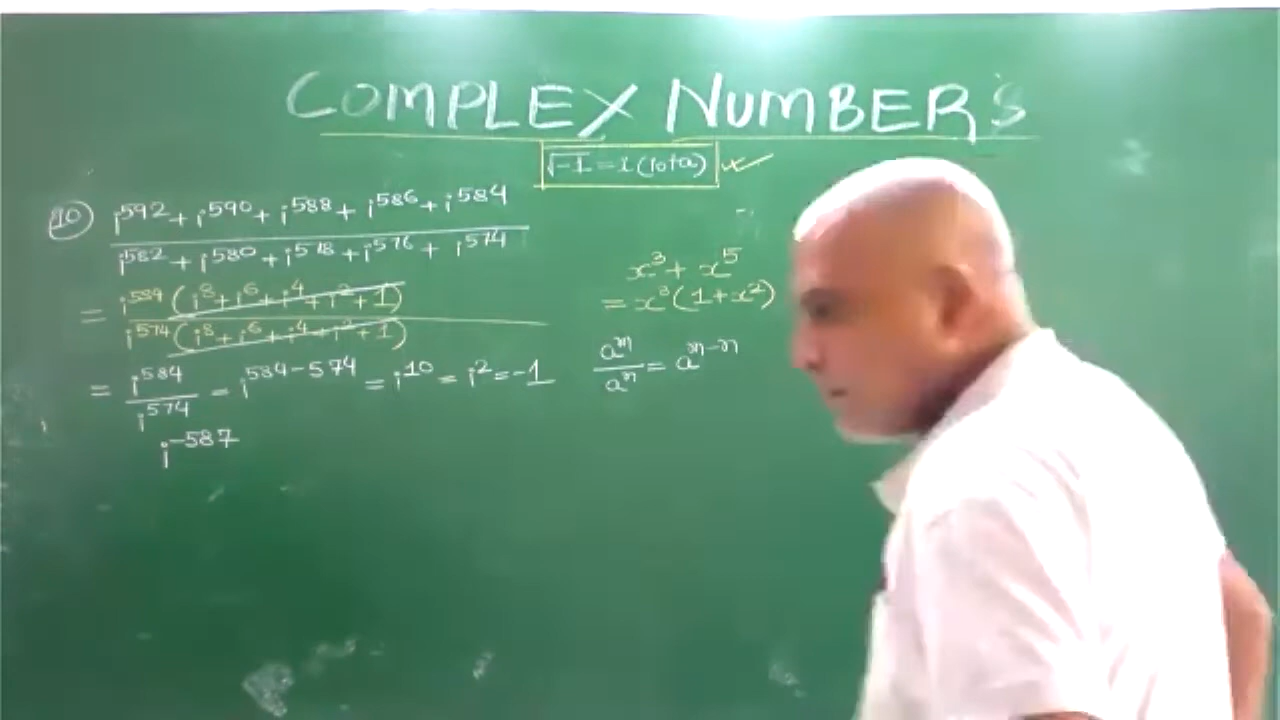 COMPLEX NUMBERS
√-1 = i (iota)
10) i^592 + i^590 + i^588 + i^586 + i^584
i^582 + i^580 + i^578 + i^576 + i^574
= i^584 (i^8 + i^6 + i^4 + i^2 + 1)
i^574 (i^8 + i^6 + i^4 + i^2 + 1)
= i^584 / i^574 = i^584-574 = i^10 = i^2 = -1
i^-587
x^3 + x^5
= x^3 (1 + x^2)
a^m / a^n = a^m-n